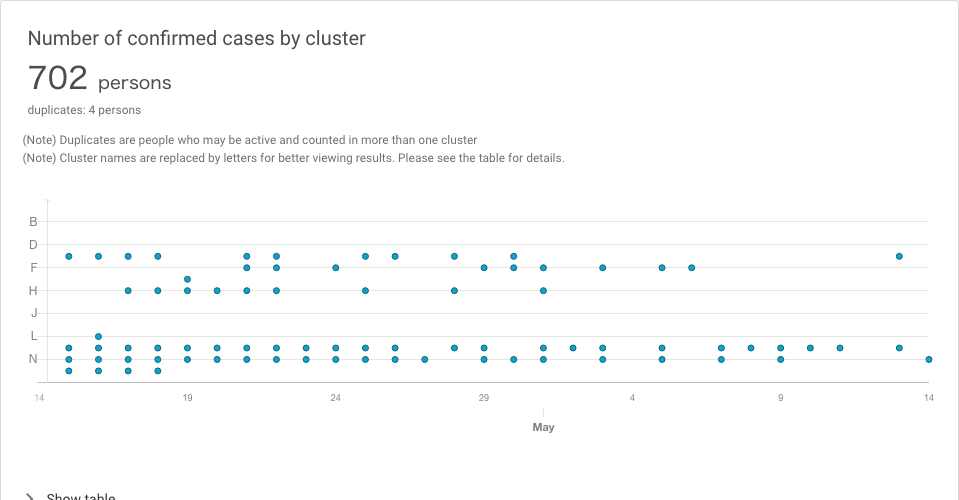 Number of confirmed cases by cluster
702 persons
duplicates: 4 persons
(Note) Duplicates are people who may be active and counted in more than one cluster
(Note) Cluster names are replaced by letters for better viewing results. Please see the table for details.
B
D
F
H
J
L
N
14 19 24 29 4 9 14
May
Show table